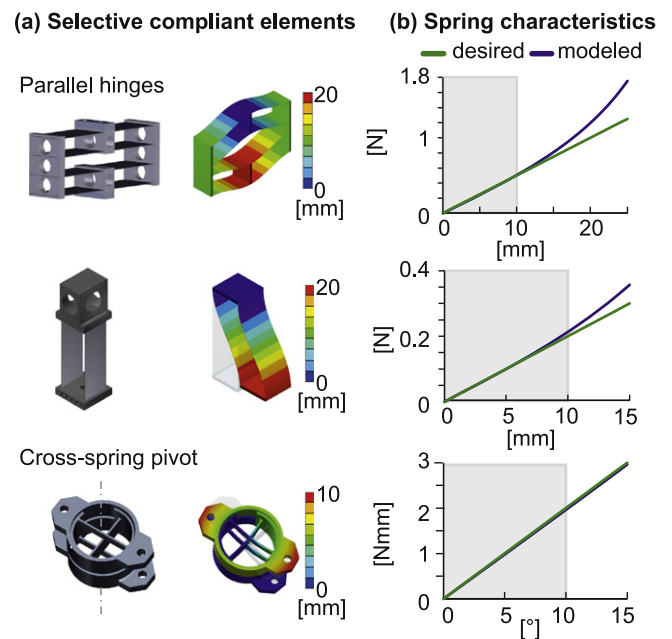 (a) Selective compliant elements
(b) Spring characteristics
desired modeled
Parallel hinges
20
0
[mm]
1.8
1
0
[N]
0 10 20
[mm]
20
0
[mm]
0.4
0.2
0
[N]
0 5 10 15
[mm]
Cross-spring pivot
10
0
[mm]
3
2
1
0
[Nmm]
0 5 10 15
[°]